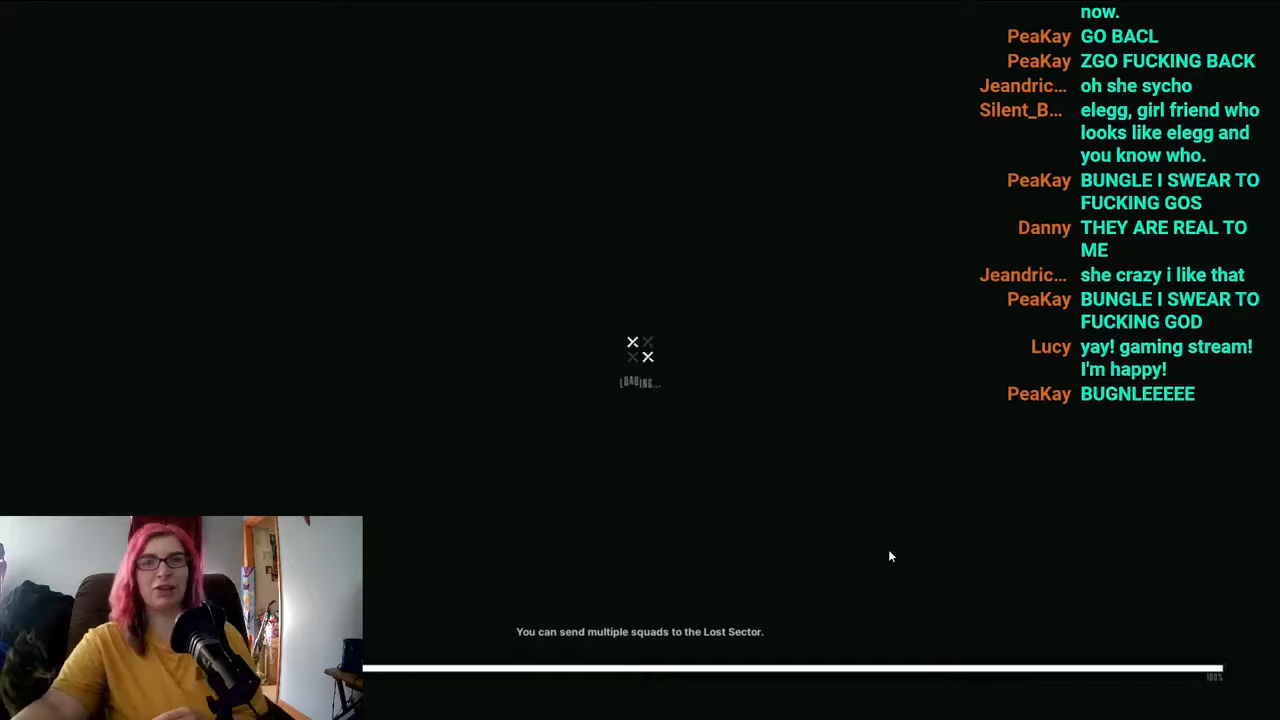 now.
PeaKay GO BACL
PeaKay ZGO FUCKING BACK
Jeandric... oh she sycho
Silent_B... elegg, girl friend who
looks like elegg and
you know who.
PeaKay BUNGLE I SWEAR TO
FUCKING GOS
Danny THEY ARE REAL TO
ME
Jeandric... she crazy i like that
PeaKay BUNGLE I SWEAR TO
FUCKING GOD
Lucy yay! gaming stream!
I'm happy!
PeaKay BUGNLEEEEE
LOADING...
You can send multiple squads to the Lost Sector.
100%